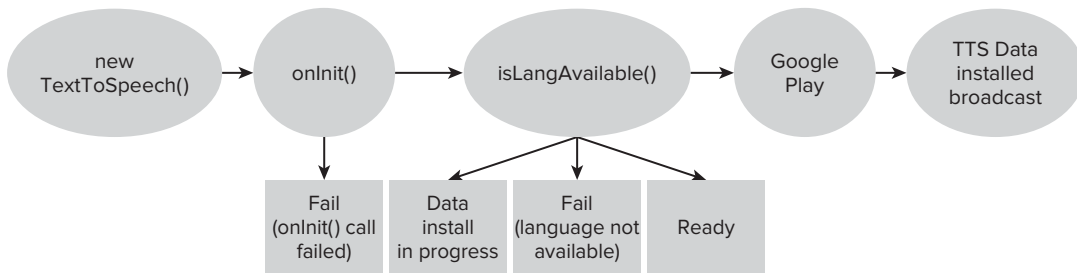 new
TextToSpeech()
onInit()
isLangAvailable()
Google
Play
TTS Data
installed
broadcast
Fail
(onInit() call
failed)
Data
install
in progress
Fail
(language not
available)
Ready